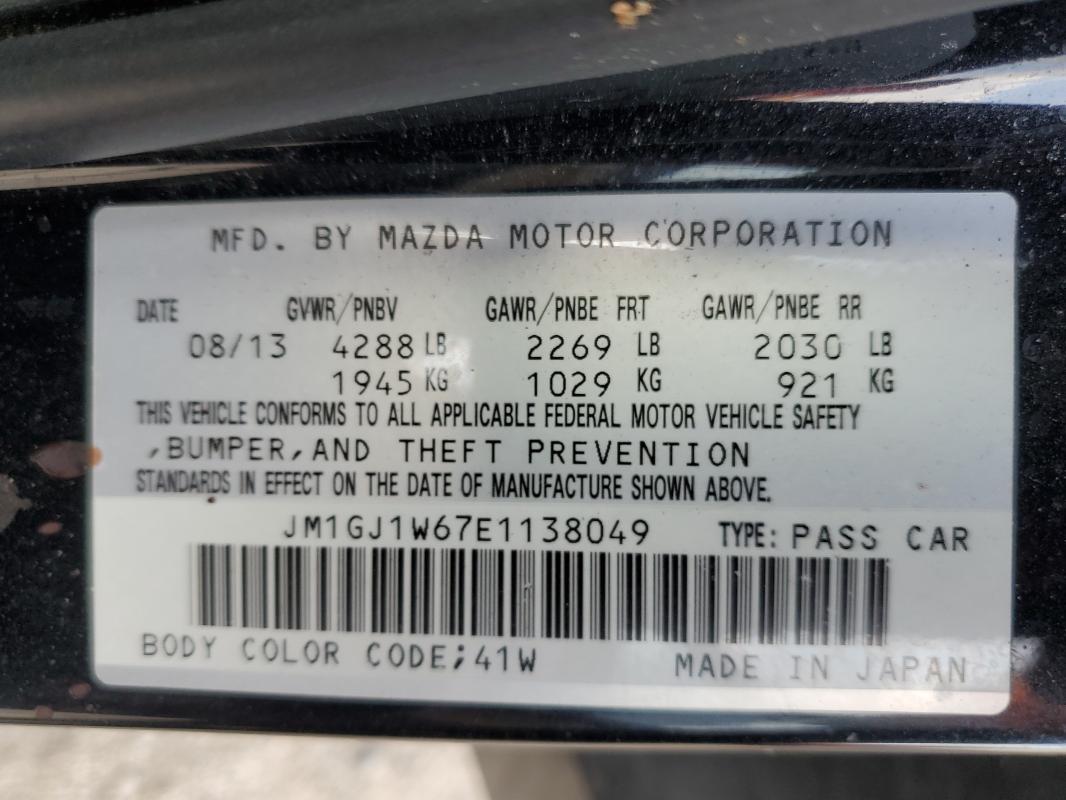 MFD. BY MAZDA MOTOR CORPORATION
DATE GVWR/PNBV GAWR/PNBE FRT GAWR/PNBE RR
08/13 4288 LB 2269 LB 2030 LB
1945 KG 1029 KG 921 KG
THIS VEHICLE CONFORMS TO ALL APPLICABLE FEDERAL MOTOR VEHICLE SAFETY
,BUMPER,AND THEFT PREVENTION
STANDARDS IN EFFECT ON THE DATE OF MANUFACTURE SHOWN ABOVE.
JM1GJ1W67E1138049 TYPE: PASS CAR
BODY COLOR CODE;41W MADE IN JAPAN